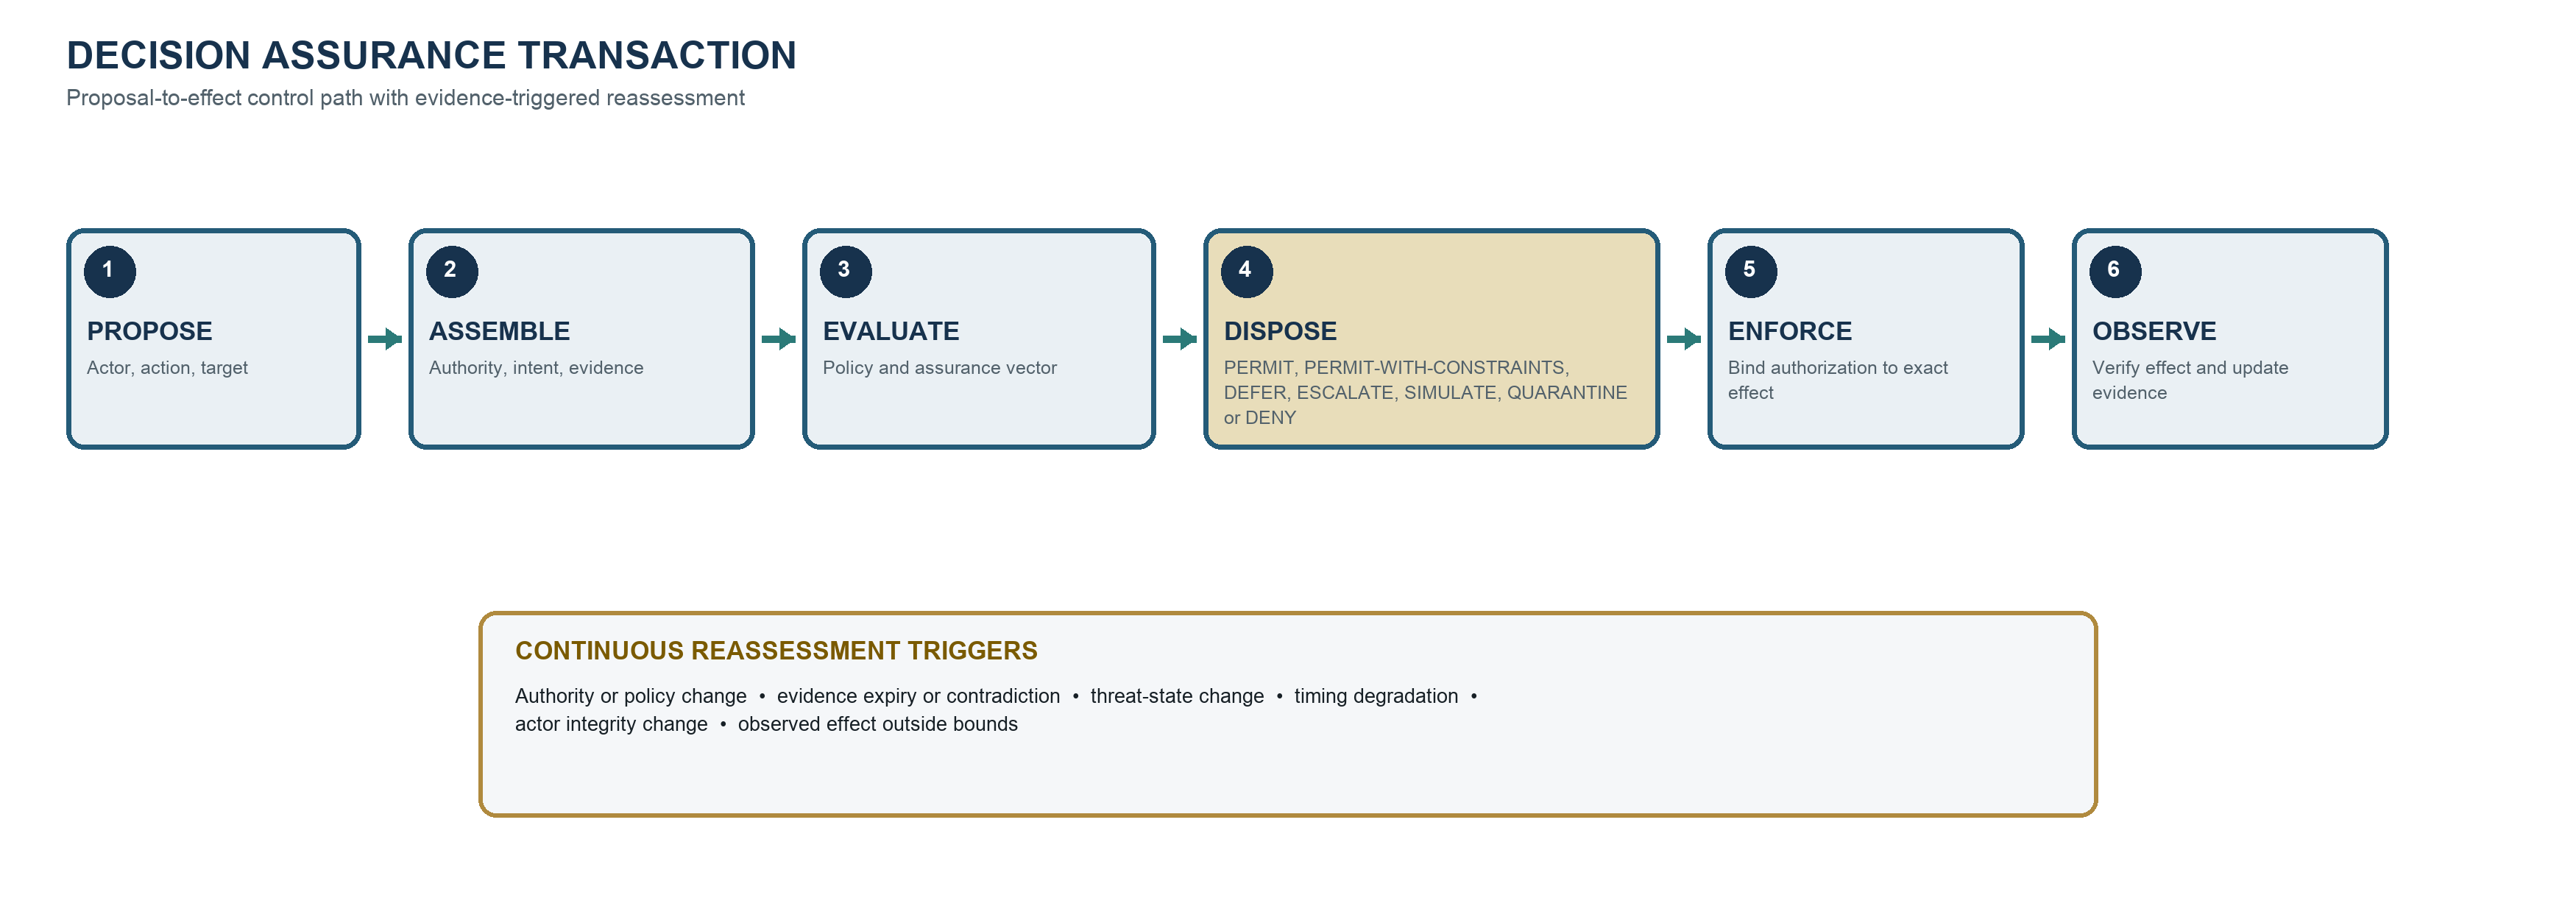 DECISION ASSURANCE TRANSACTION
Proposal-to-effect control path with evidence-triggered reassessment
1
PROPOSE
Actor, action, target
2
ASSEMBLE
Authority, intent, evidence
3
EVALUATE
Policy and assurance vector
4
DISPOSE
PERMIT, PERMIT-WITH-CONSTRAINTS,
DEFER, ESCALATE, SIMULATE, QUARANTINE
or DENY
5
ENFORCE
Bind authorization to exact
effect
6
OBSERVE
Verify effect and update
evidence
CONTINUOUS REASSESSMENT TRIGGERS
Authority or policy change • evidence expiry or contradiction • threat-state change • timing degradation •
actor integrity change • observed effect outside bounds